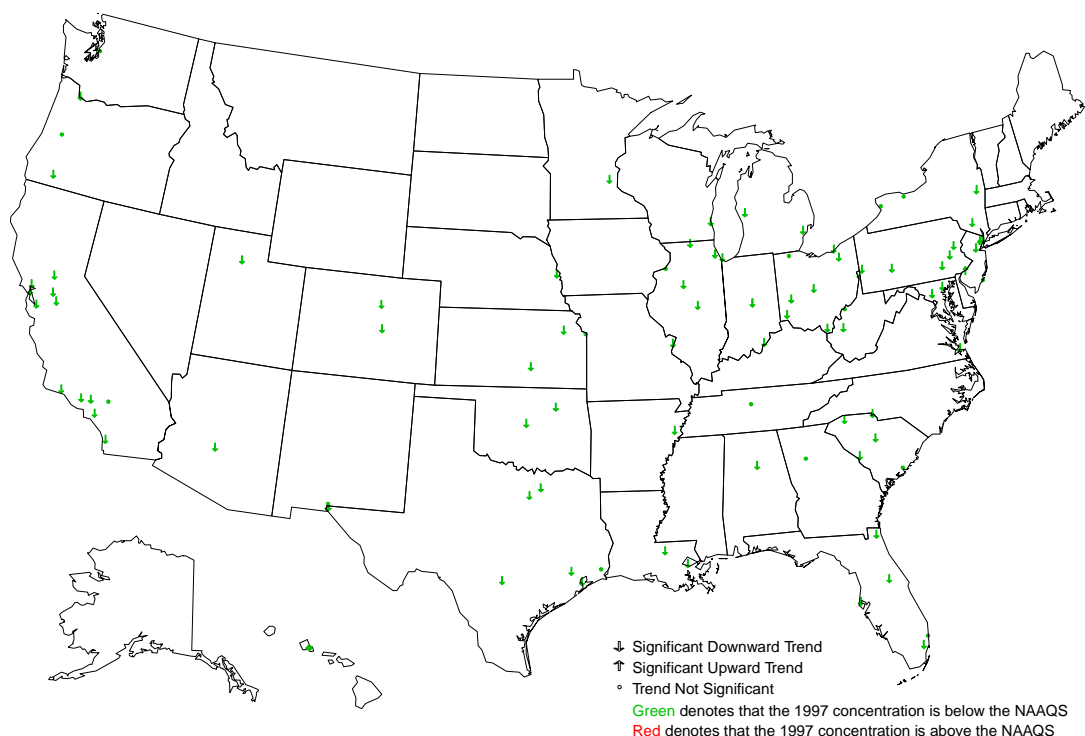 Significant Downward Trend
Significant Upward Trend
Trend Not Significant
Green denotes that the 1997 concentration is below the NAAQS
Red denotes that the 1997 concentration is above the NAAQS